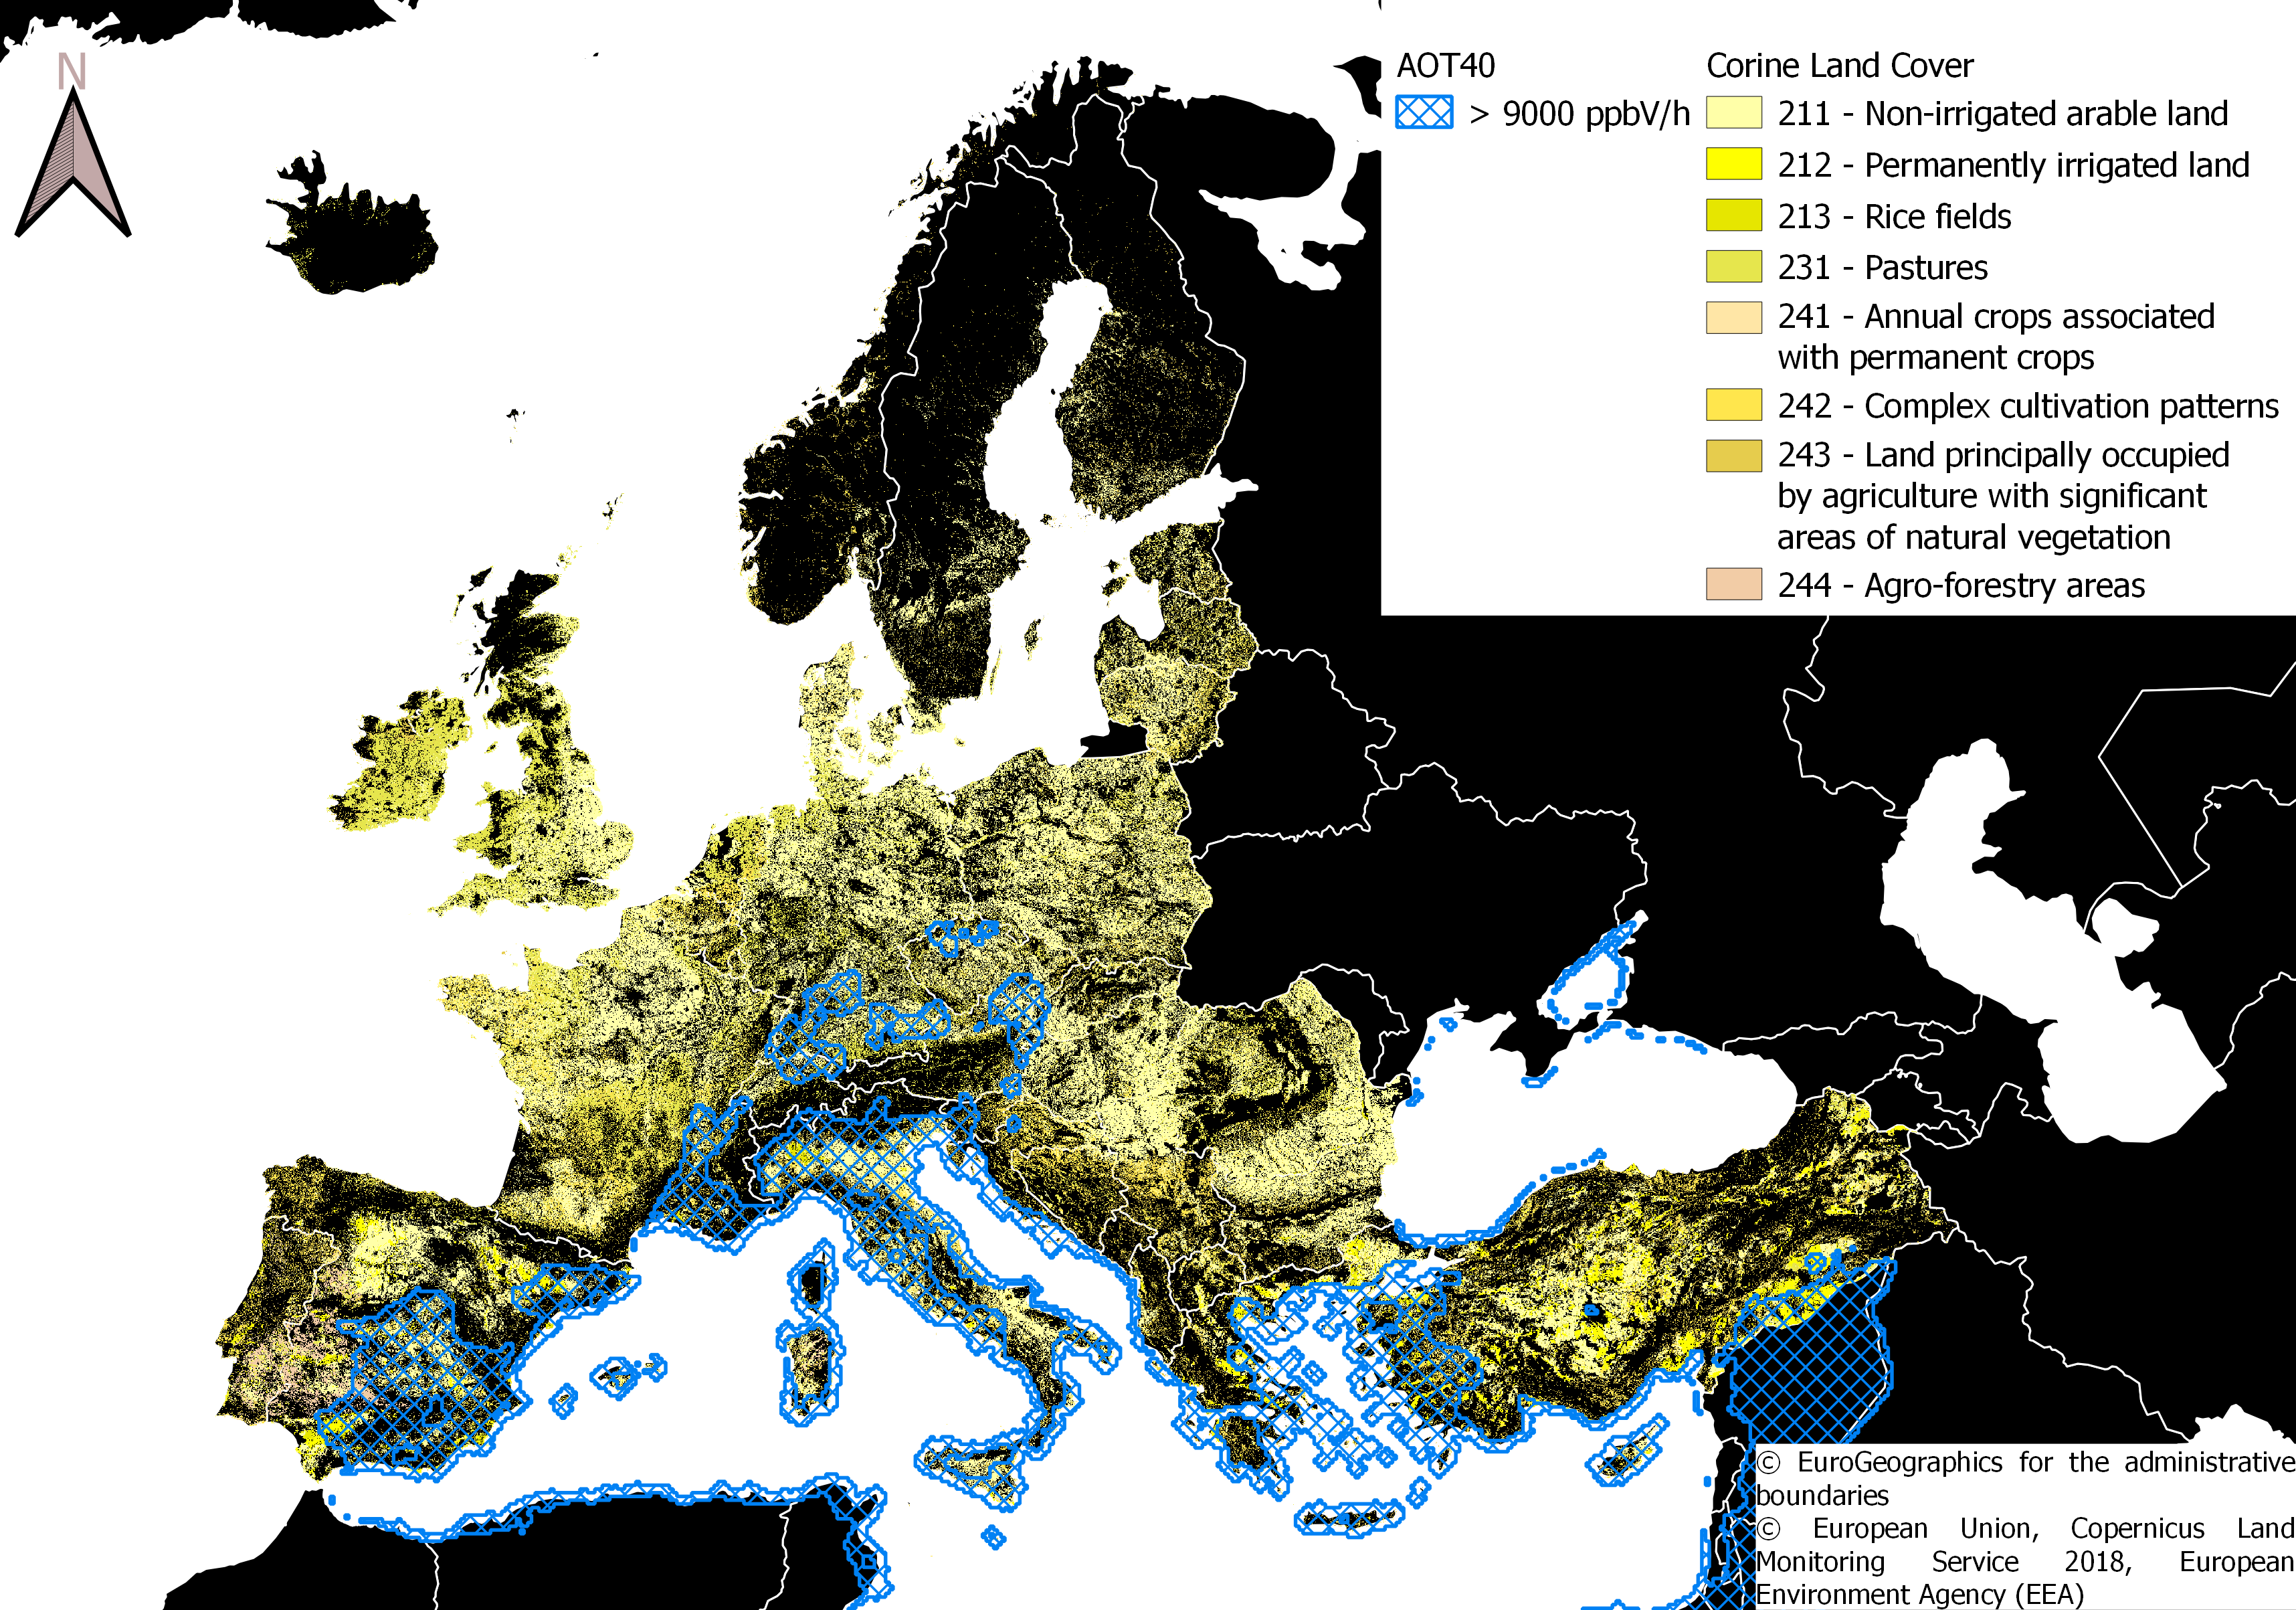 N
AOT40
> 9000 ppbV/h
Corine Land Cover
211 - Non-irrigated arable land
212 - Permanently irrigated land
213 - Rice fields
231 - Pastures
241 - Annual crops associated
with permanent crops
242 - Complex cultivation patterns
243 - Land principally occupied
by agriculture with significant
areas of natural vegetation
244 - Agro-forestry areas
© EuroGeographics for the administrative
boundaries
© European Union, Copernicus Land
Monitoring Service 2018, European
Environment Agency (EEA)